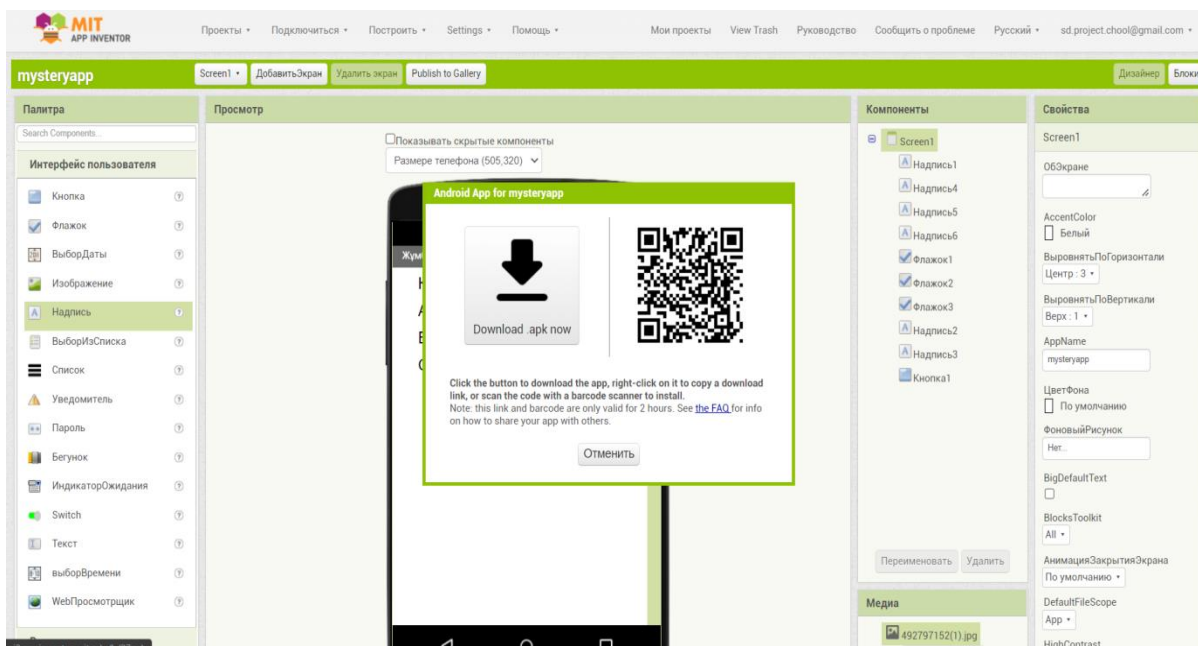 MIT
APP INVENTOR
Проекты
Подключиться
Построить
Settings
Помощь
Мои проекты
View Trash
Руководство
Сообщить о проблеме
Русский
sd.project.chool@gmail.com
mysteryapp
Screen1
ДобавитьЭкран
Удалить экран
Publish to Gallery
Дизайнер
Блоки
Палитра
Search Components...
Интерфейс пользователя
Кнопка
Флажок
ВыборДаты
Изображение
Надпись
ВыборИзСписка
Список
Уведомитель
Пароль
Бегунок
ИндикаторОжидания
Switch
Текст
выборВремени
WebПросмотрщик
Просмотр
Показывать скрытые компоненты
Размере телефона (505,320)
Android App for mysteryapp
Download .apk now
Click the button to download the app, right-click on it to copy a download
link, or scan the code with a barcode scanner to install.
Note: this link and barcode are only valid for 2 hours. See the FAQ for info
on how to share your app with others.
Отменить
Компоненты
Screen1
Надпись1
Надпись4
Надпись5
Надпись6
Флажок1
Флажок2
Флажок3
Надпись2
Надпись3
Кнопка1
Переименовать
Удалить
Медиа
492797152(1).jpg
Свойства
Screen1
ОбЭкране
AccentColor
Белый
ВыровнятьПоГоризонтали
Центр : 3
ВыровнятьПоВертикали
Верх : 1
AppName
mysteryapp
ЦветФона
По умолчанию
ФоновыйРисунок
Нет...
BigDefaultText
BlocksToolkit
All
АнимацияЗакрытияЭкрана
По умолчанию
DefaultFileScope
App
HighContrast